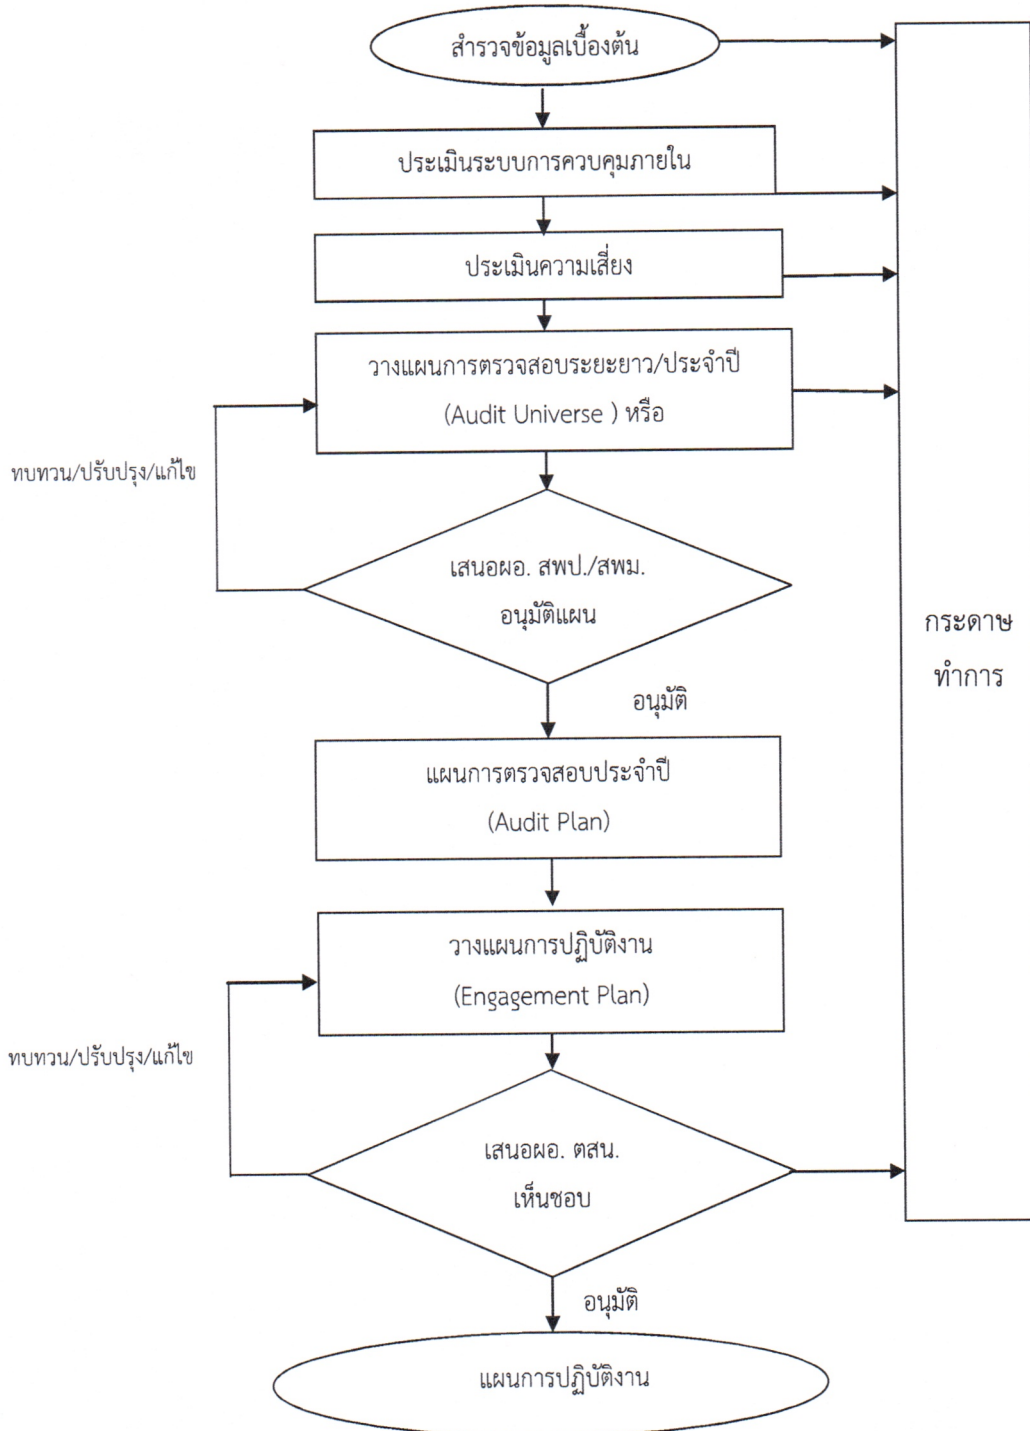 สำรวจข้อมูลเบื้องต้น
ประเมินระบบการควบคุมภายใน
ประเมินความเสี่ยง
วางแผนการตรวจสอบระยะยาว/ประจำปี
(Audit Universe ) หรือ
ทบทวน/ปรับปรุง/แก้ไข
เสนอผอ. สพป./สพม.
อนุมัติแผน
กระดาษ
ทำการ
อนุมัติ
แผนการตรวจสอบประจำปี
(Audit Plan)
วางแผนการปฏิบัติงาน
(Engagement Plan)
ทบทวน/ปรับปรุง/แก้ไข
เสนอผอ. ตสน.
เห็นชอบ
อนุมัติ
แผนการปฏิบัติงาน